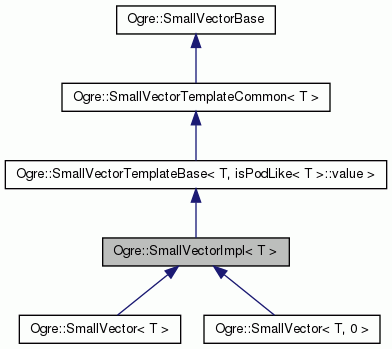 Ogre::SmallVectorBase
Ogre::SmallVectorTemplateCommon< T >
Ogre::SmallVectorTemplateBase< T, isPodLike< T >::value >
Ogre::SmallVectorImpl< T >
Ogre::SmallVector< T >
Ogre::SmallVector< T, 0 >